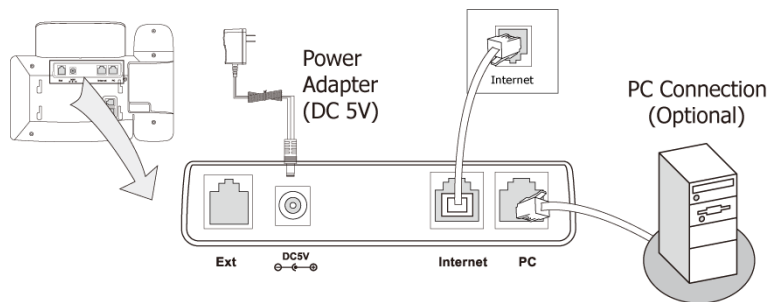 Power
Adapter
(DC 5V)
Internet
PC Connection
(Optional)
Ext
DC5V
Internet
PC